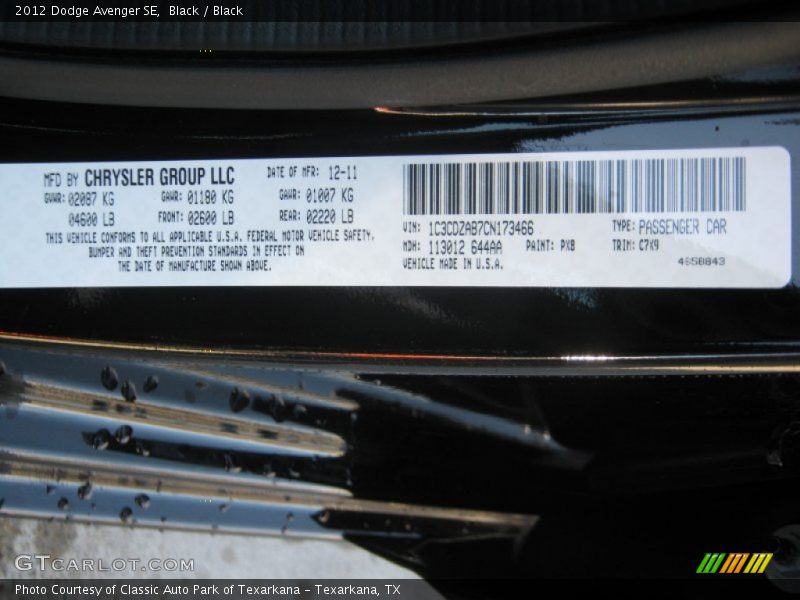 2012 Dodge Avenger SE,  Black / Black
MFD BY CHRYSLER GROUP LLC DATE OF MFR: 12-11
GVWR: 02087 KG GAWR: 01180 KG GAWR: 01007 KG
04600 LB FRONT: 02600 LB REAR: 02220 LB
THIS VEHICLE CONFORMS TO ALL APPLICABLE U.S.A. FEDERAL MOTOR VEHICLE SAFETY,
BUMPER AND THEFT PREVENTION STANDARDS IN EFFECT ON
THE DATE OF MANUFACTURE SHOWN ABOVE.
VIN: 1C3CDZAB7CN173466 TYPE: PASSENGER CAR
MDH: 113012 644AA PAINT: PX8 TRIM: C7X9
VEHICLE MADE IN U.S.A. 4658843
GTCARLOT.COM
Photo Courtesy of Classic Auto Park of Texarkana - Texarkana, TX